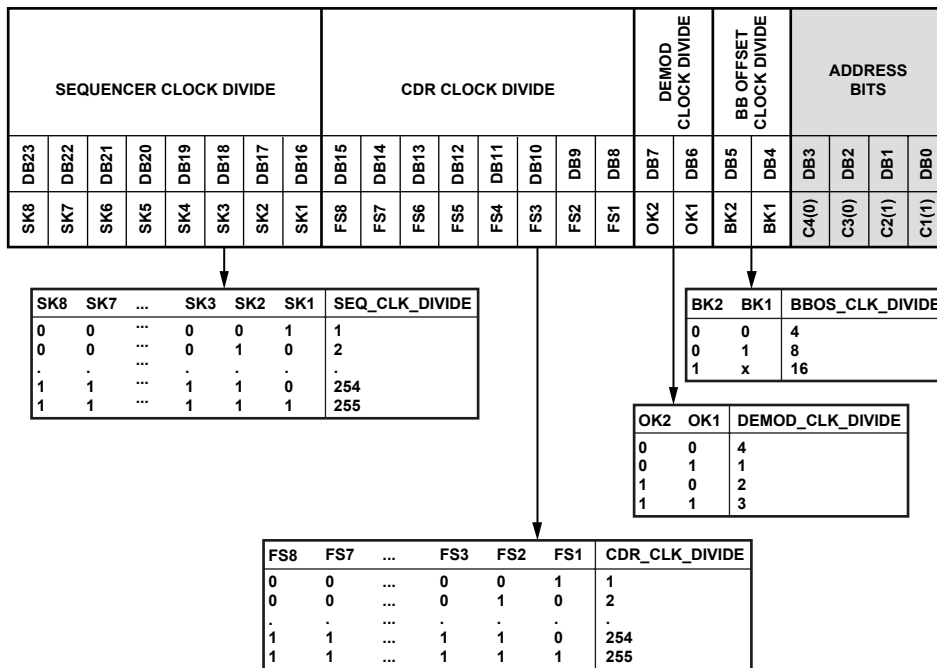 SEQUENCER CLOCK DIVIDE
CDR CLOCK DIVIDE
DEMOD
CLOCK DIVIDE
BB OFFSET
CLOCK DIVIDE
ADDRESS
BITS
DB23 DB22 DB21 DB20 DB19 DB18 DB17 DB16 DB15 DB14 DB13 DB12 DB11 DB10 DB9 DB8 DB7 DB6 DB5 DB4 DB3 DB2 DB1 DB0
SK8 SK7 SK6 SK5 SK4 SK3 SK2 SK1 FS8 FS7 FS6 FS5 FS4 FS3 FS2 FS1 OK2 OK1 BK2 BK1 C4(0) C3(0) C2(1) C1(1)
SK8 SK7 ... SK3 SK2 SK1 SEQ_CLK_DIVIDE
0 0 ... 0 0 1 1
0 0 ... 0 1 0 2
. . ... . . . .
1 1 ... 1 1 0 254
1 1 ... 1 1 1 255
BK2 BK1 BBOS_CLK_DIVIDE
0 0 4
0 1 8
1 x 16
OK2 OK1 DEMOD_CLK_DIVIDE
0 0 4
0 1 1
1 0 2
1 1 3
FS8 FS7 ... FS3 FS2 FS1 CDR_CLK_DIVIDE
0 0 ... 0 0 1 1
0 0 ... 0 1 0 2
. . ... . . . .
1 1 ... 1 1 0 254
1 1 ... 1 1 1 255